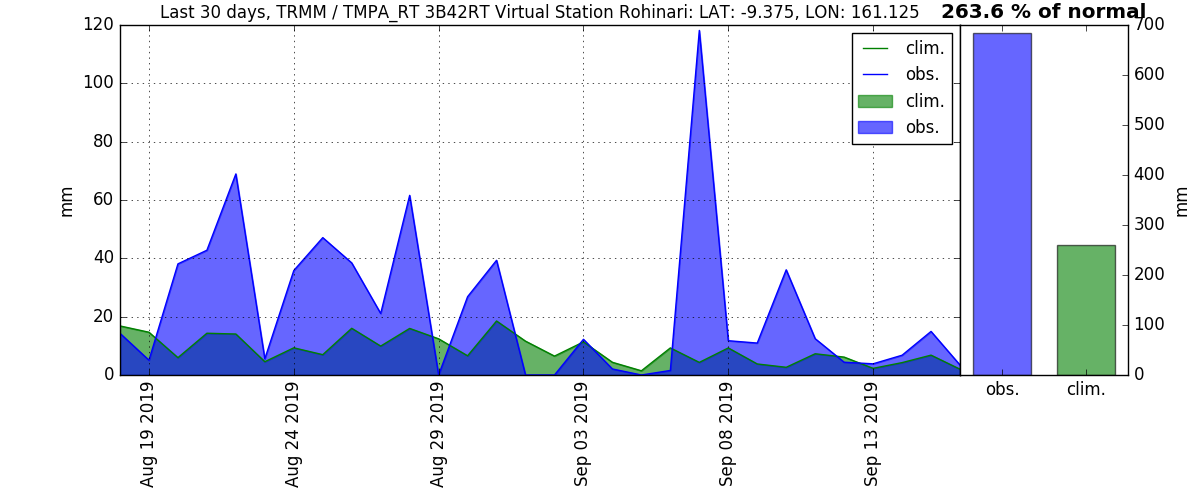 Last 30 days, TRMM / TMPA_RT 3B42RT Virtual Station Rohinari: LAT: -9.375, LON: 161.125
263.6 % of normal
120
100
80
60
40
20
0
mm
clim.
obs.
clim.
obs.
700
600
500
400
300
200
100
0
mm
obs.
clim.
Aug 19 2019
Aug 24 2019
Aug 29 2019
Sep 03 2019
Sep 08 2019
Sep 13 2019